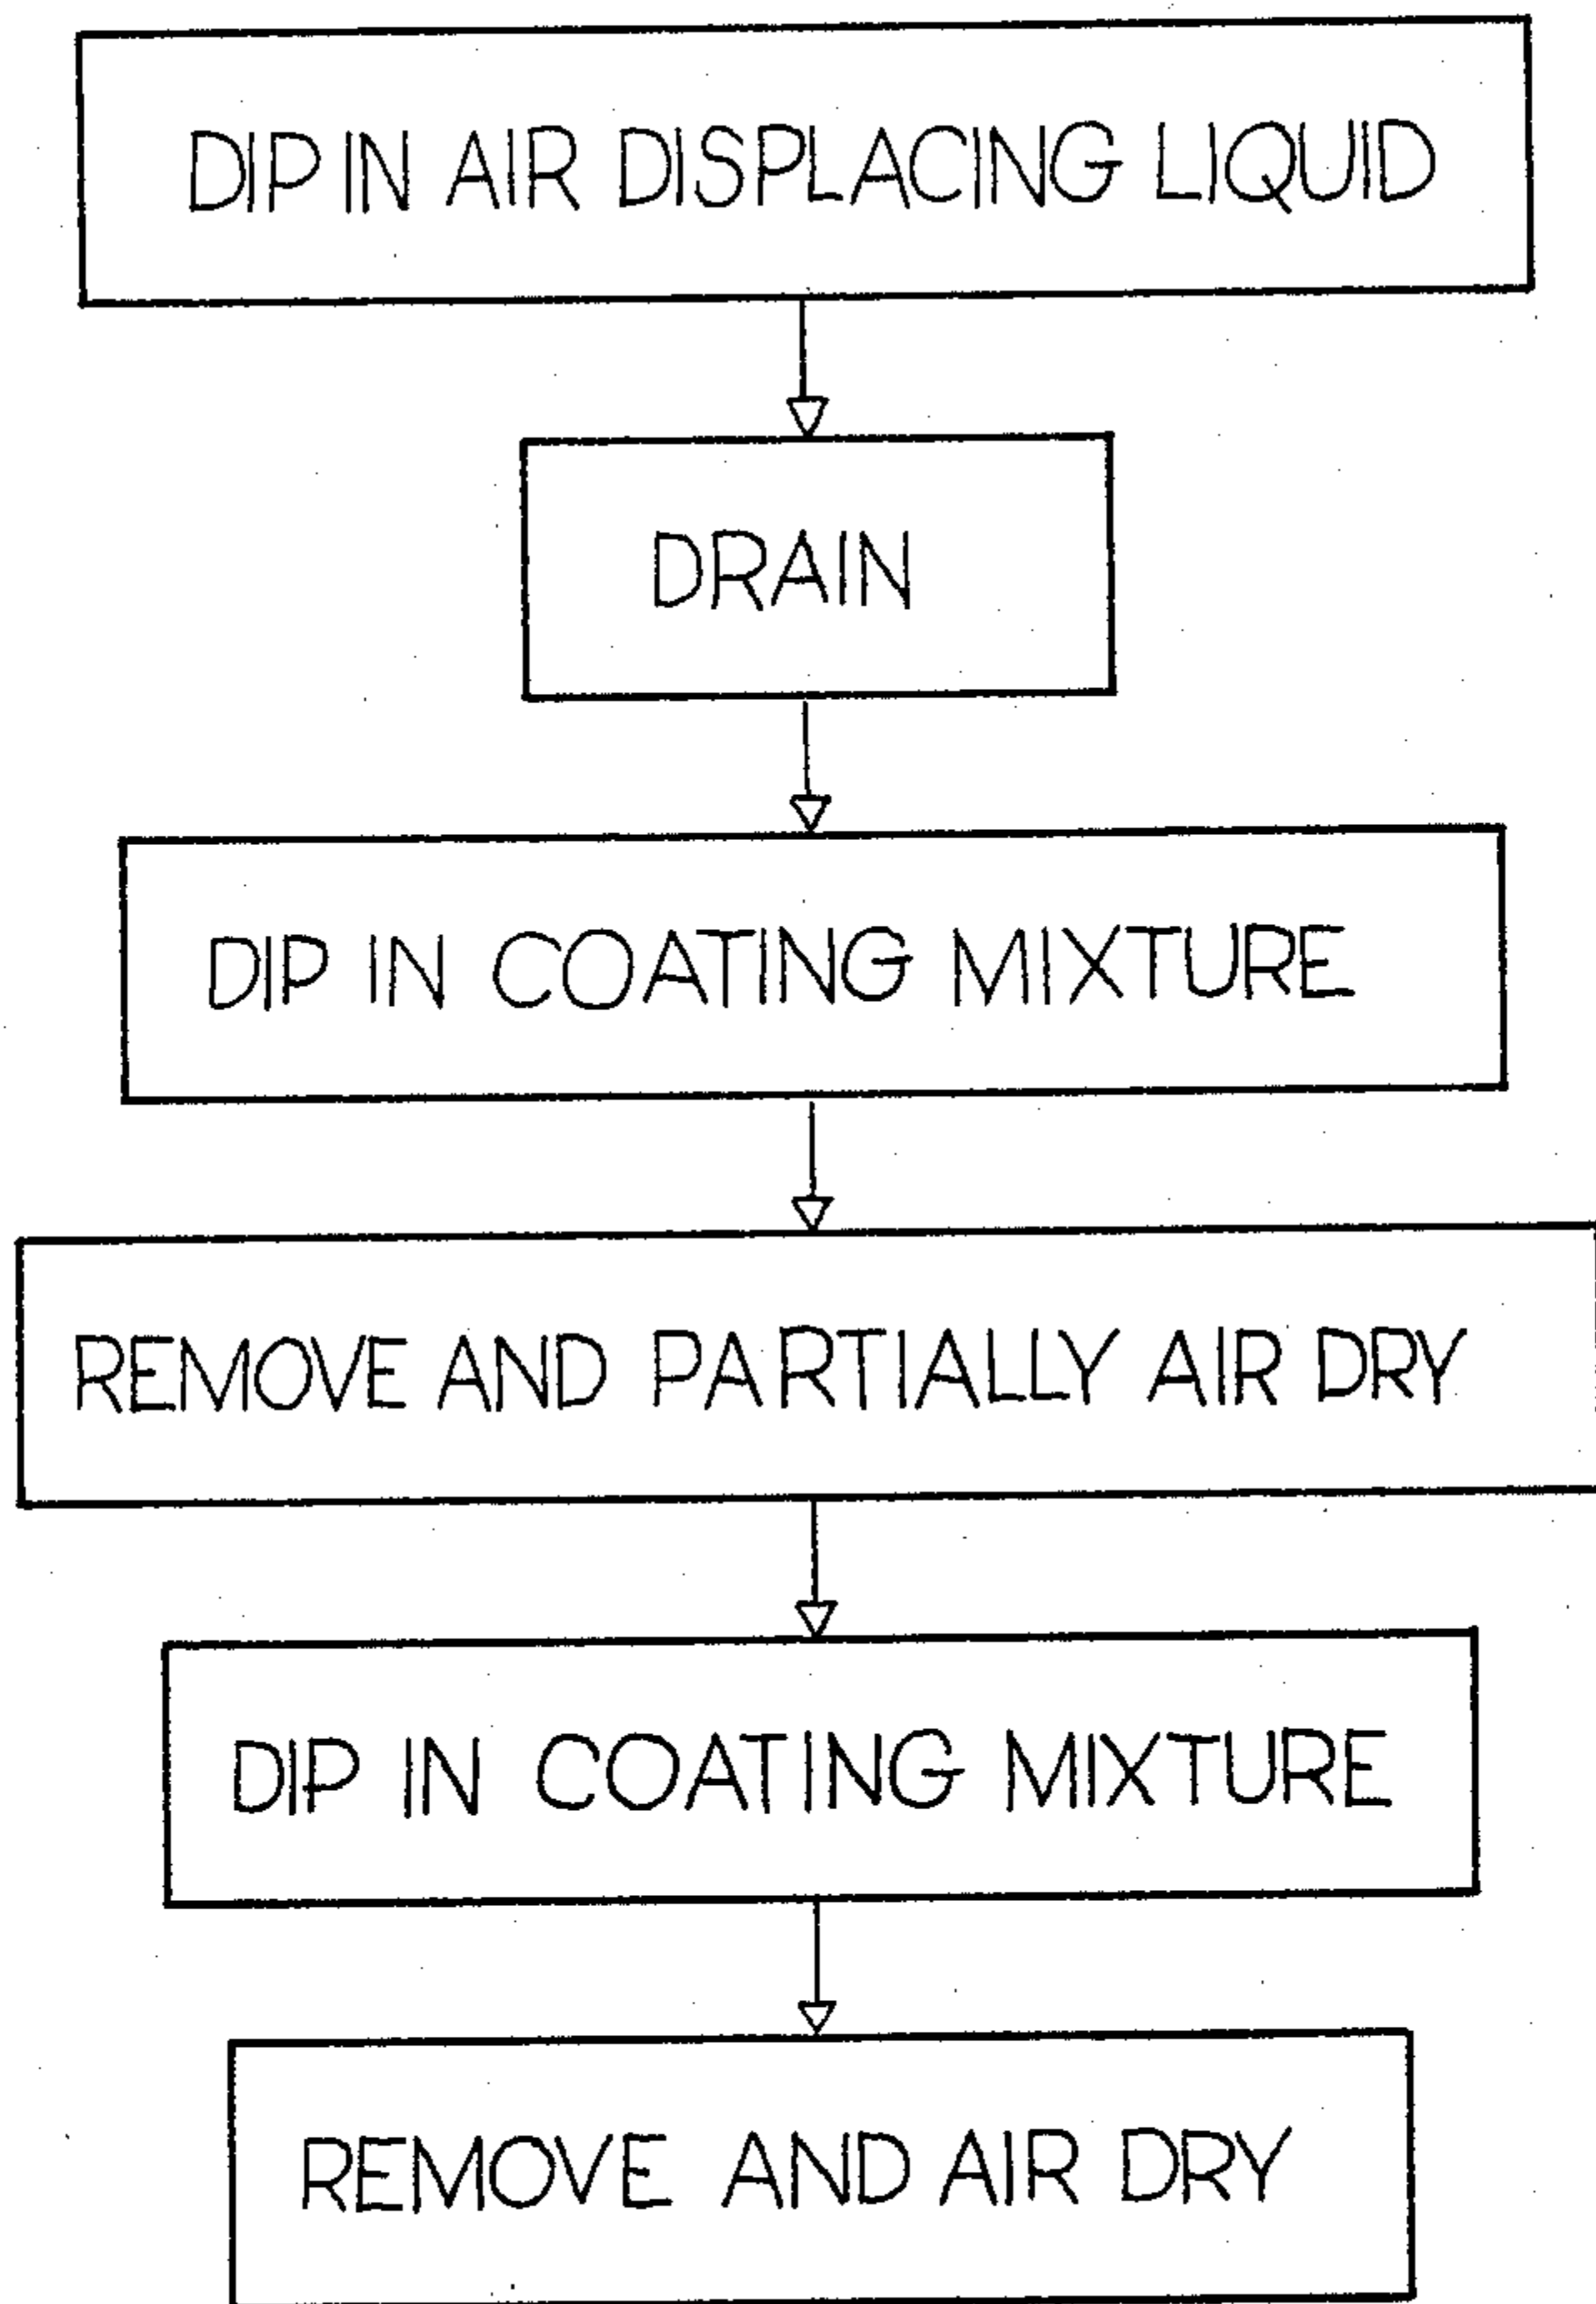 DIP IN AIR DISPLACING LIQUID
DRAIN
DIP IN COATING MIXTURE
REMOVE AND PARTIALLY AIR DRY
DIP IN COATING MIXTURE
REMOVE AND AIR DRY